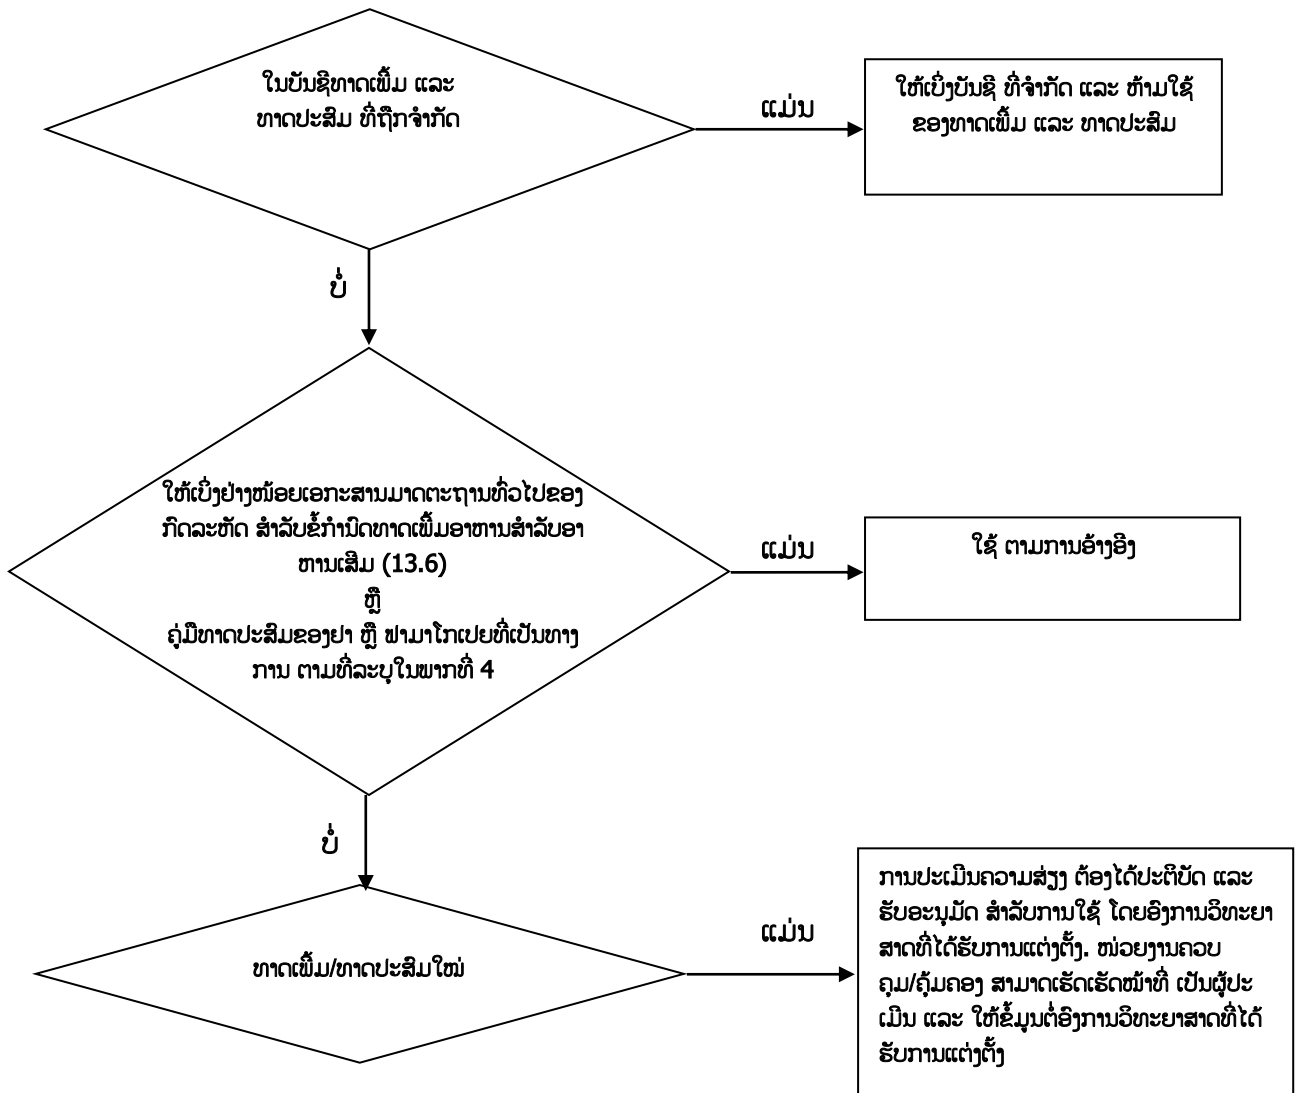 ໃນບັນຊີທາດເພີ້ມ ແລະ
ທາດປະສົມ ທີ່ຖືກຈຳກັດ
ແມ່ນ
ໃຫ້ເບິ່ງບັນຊີ ທີ່ຈຳກັດ ແລະ ຫ້າມໃຊ້
ຂອງທາດເພີ້ມ ແລະ ທາດປະສົມ
ບໍ່
ໃຫ້ເບິ່ງຢ່າງໜ້ອຍເອກະສານມາດຕະຖານທົ່ວໄປຂອງ
ກົດລະຫັດ ສຳລັບຂໍ້ກຳນົດທາດເພີ້ມອາຫານສຳລັບອາ
ຫານເສີມ (13.6)
ຫຼື
ຄູ່ມືທາດປະສົມຂອງຢາ ຫຼື ຟາມາໂກເປຍທີ່ເປັນທາງ
ການ ຕາມທີ່ລະບຸໃນພາກທີ່ 4
ແມ່ນ
ໃຊ້ ຕາມການອ້າງອີງ
ບໍ່
ທາດເພີ້ມ/ທາດປະສົມໃໝ່
ແມ່ນ
ການປະເມີນຄວາມສ່ຽງ ຕ້ອງໄດ້ປະຕິບັດ ແລະ
ຮັບອະນຸມັດ ສຳລັບການໃຊ້ ໂດຍອົງການວິທະຍາ
ສາດທີ່ໄດ້ຮັບການແຕ່ງຕັ້ງ. ໜ່ວຍງານຄວບ
ຄຸມ/ຄຸ້ມຄອງ ສາມາດເຮັດເຮັດໜ້າທີ່ ເປັນຜູ້ປະ
ເມີນ ແລະ ໃຫ້ຂໍ້ມູນຕໍ່ອົງການວິທະຍາສາດທີ່ໄດ້
ຮັບການແຕ່ງຕັ້ງ